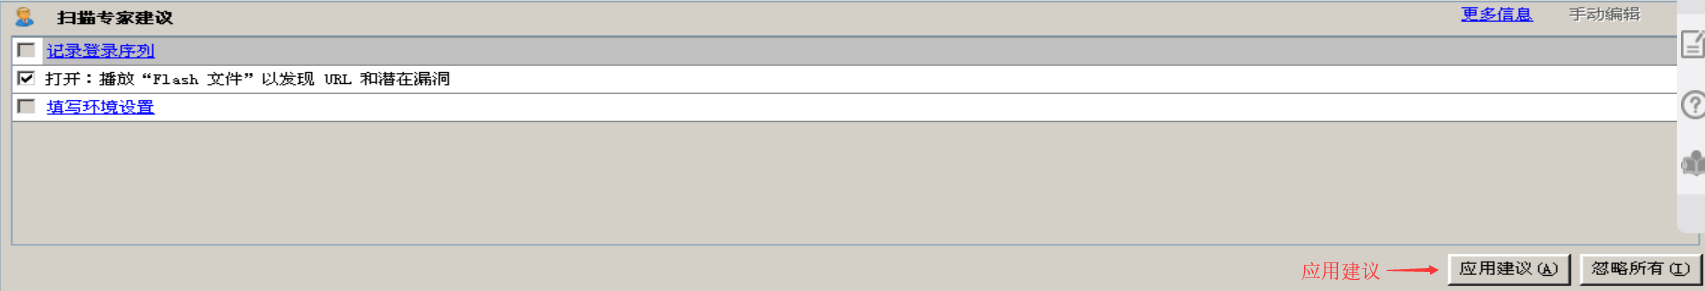 扫描专家建议 更多信息 手动编辑
记录登录序列
打开：播放“Flash 文件”以发现 URL 和潜在漏洞
填写环境设置
应用建议 应用建议(A) 忽略所有(I)